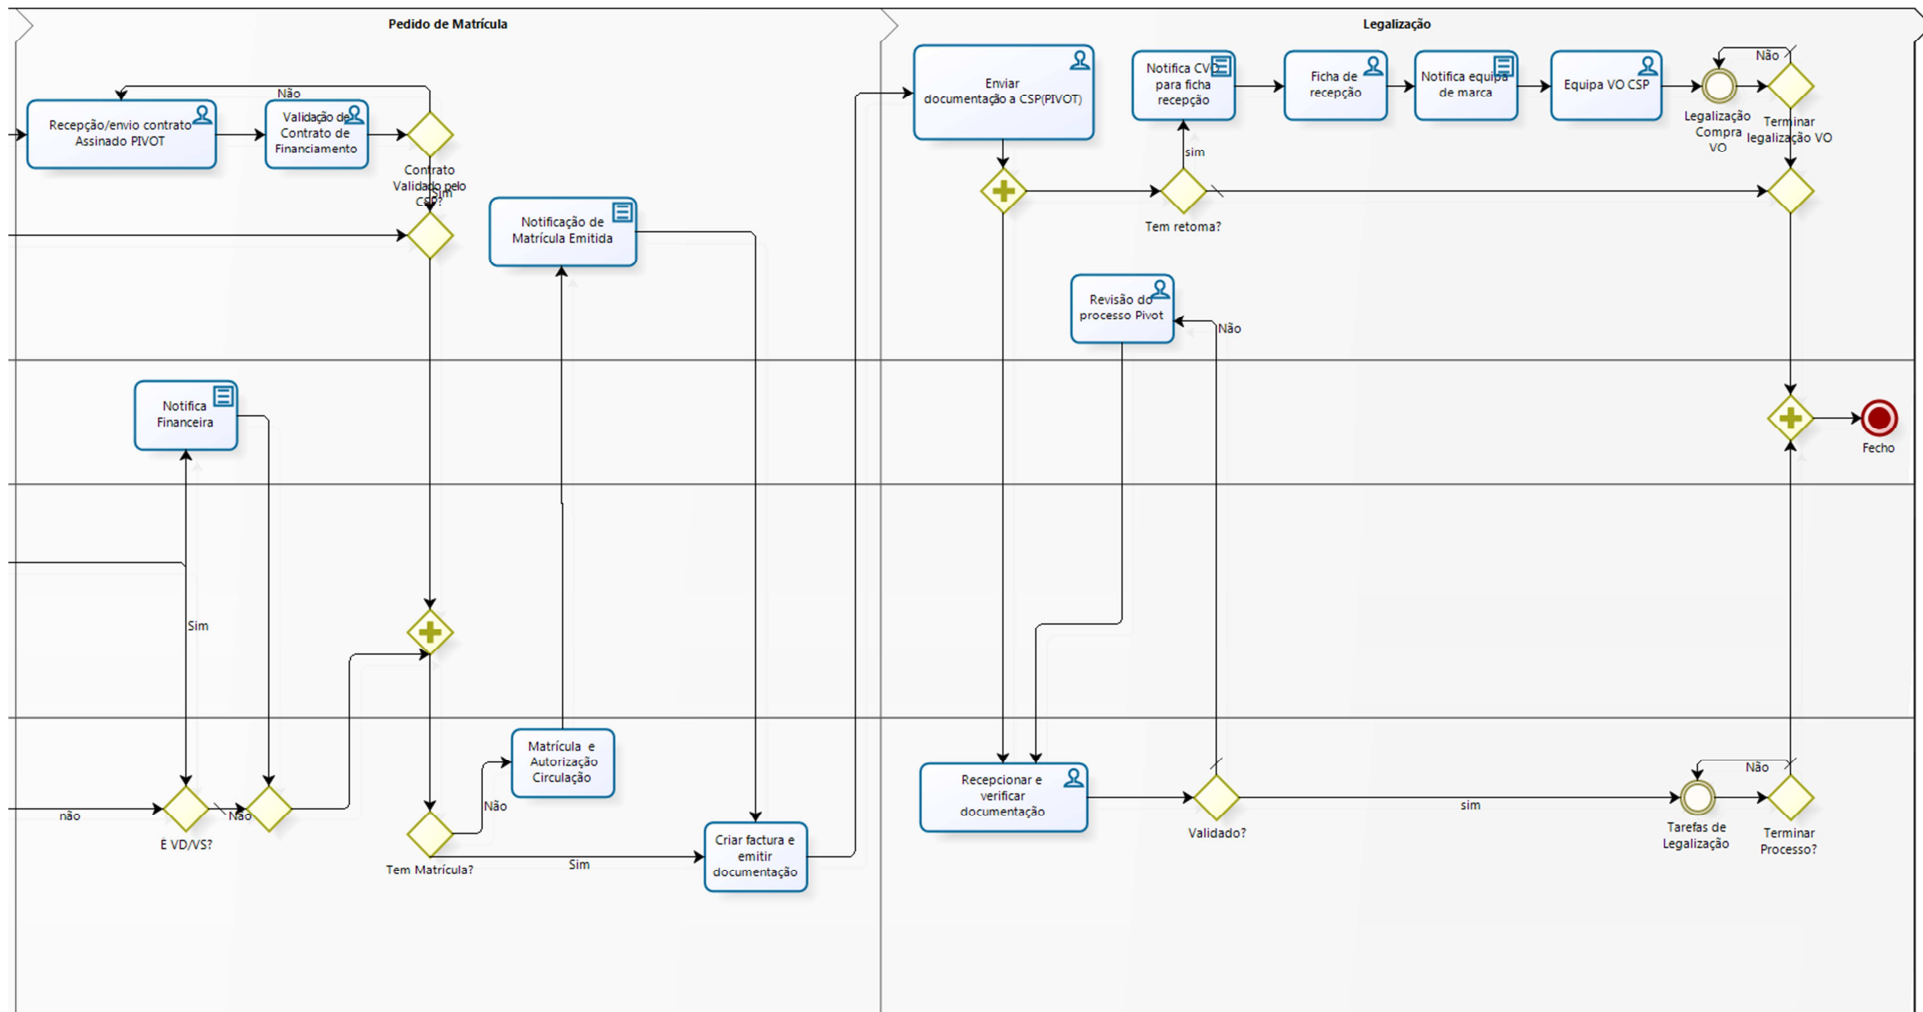 Pedido de Matrícula
Legalização
Não
Recepção/envio contrato
Assinado PIVOT
Validação de
Contrato de
Financiamento
Contrato
Validado pelo
CSP?
Sim
Notificação de
Matrícula Emitida
Notifica
Financeira
Sim
não
É VD/VS?
Não
Tem Matrícula?
Não
Matrícula e
Autorização
Circulação
Sim
Criar factura e
emitir
documentação
Enviar
documentação a CSP(PIVOT)
Notifica CVO
para ficha
recepção
Ficha de
recepção
Notifica equipa
de marca
Equipa VO CSP
Não
Legalização
Compra
VO
Terminar
legalização VO
sim
Tem retoma?
Revisão do
processo Pivot
Não
Fecho
Recepcionar e
verificar
documentação
Validado?
sim
Não
Tarefas de
Legalização
Terminar
Processo?